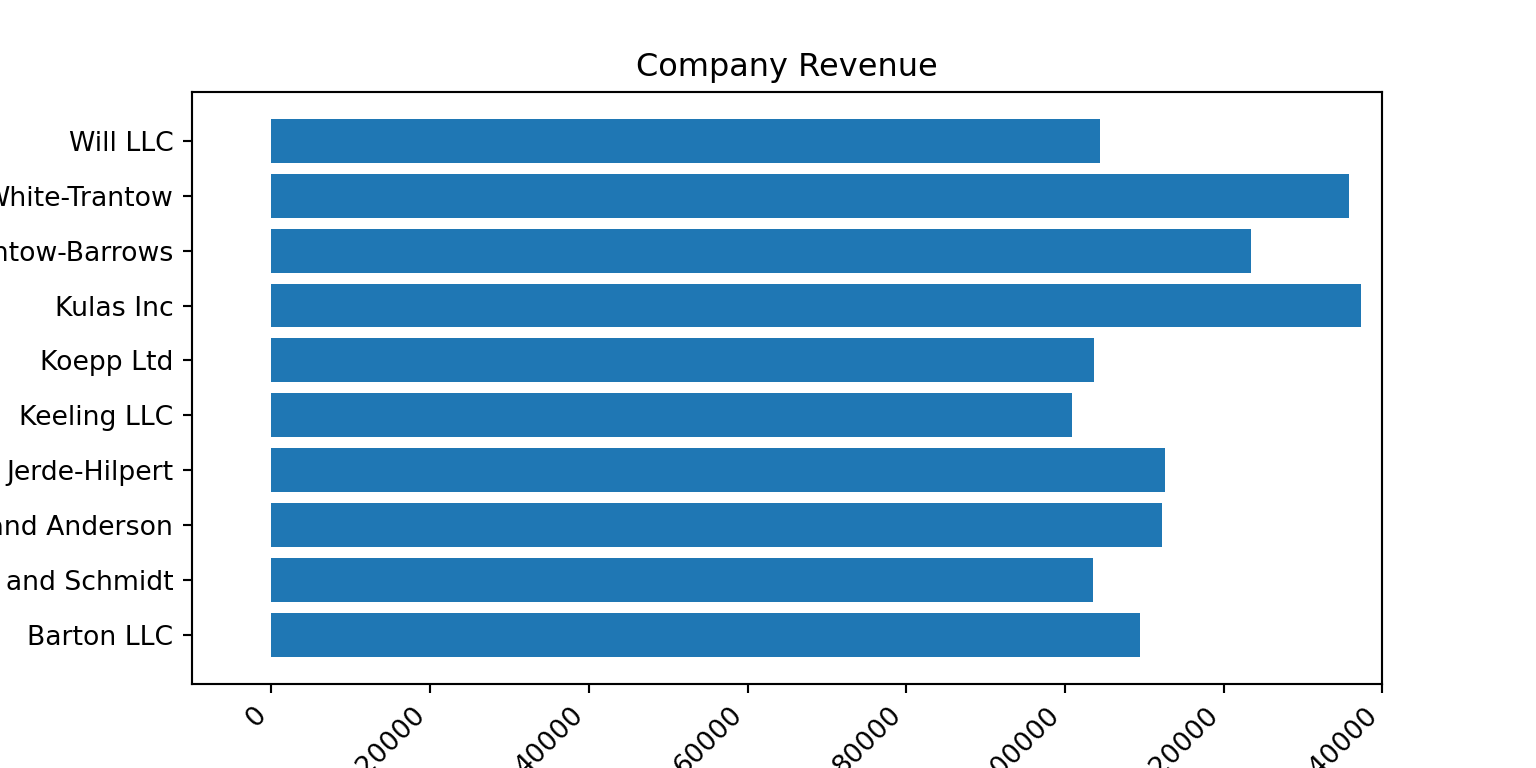 Company Revenue
Will LLC
White-Trantow
ntow-Barrows
Kulas Inc
Koepp Ltd
Keeling LLC
Jerde-Hilpert
and Anderson
and Schmidt
Barton LLC
0 20000 40000 60000 80000 00000 20000 40000